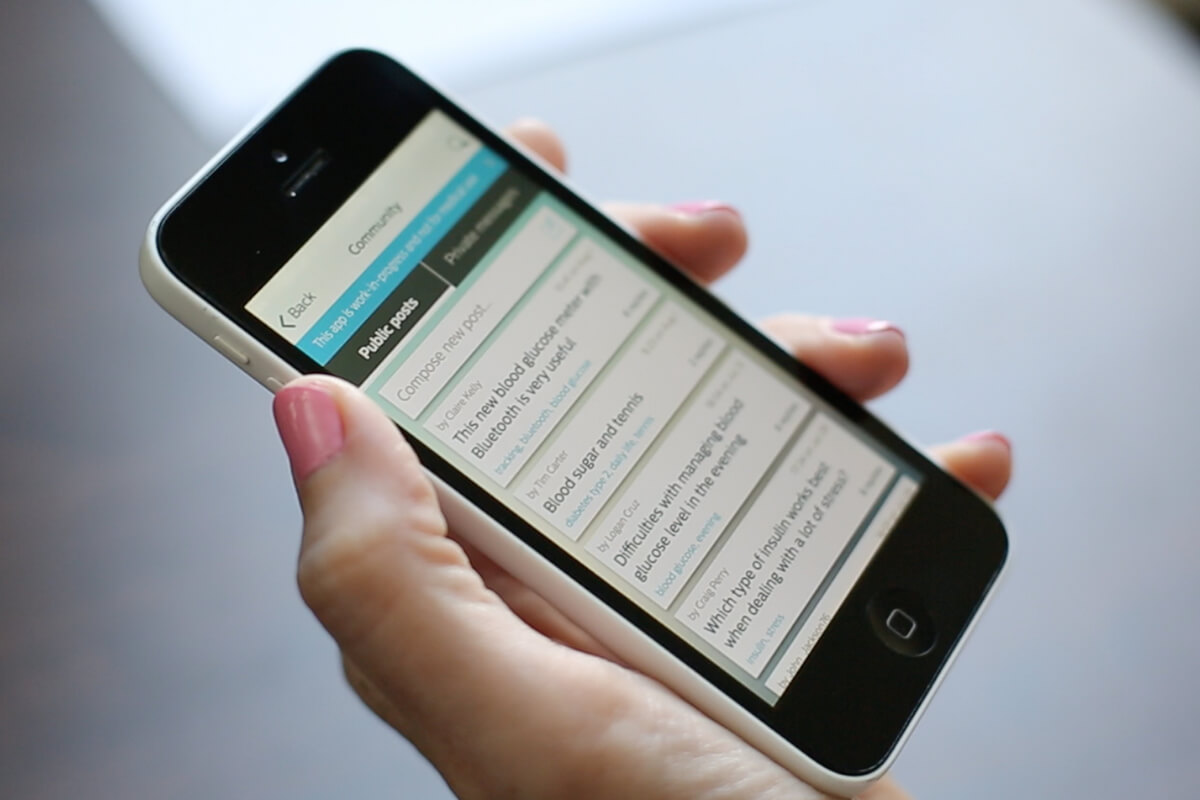 Back
Community
This app is work-in-progress and not for medical use
Public posts
Private messages
Compose new post...
by Claire Kelly
This new blood glucose meter with
Bluetooth is very useful
tracking, bluetooth, blood glucose
by Tim Carter
Blood sugar and tennis
diabetes type 2, daily life, tennis
by Logan Cruz
Difficulties with managing blood
glucose level in the evening
blood glucose, evening
by Craig Perry
Which type of insulin works best
when dealing with a lot of stress?
insulin, stress
by John_Jackson76